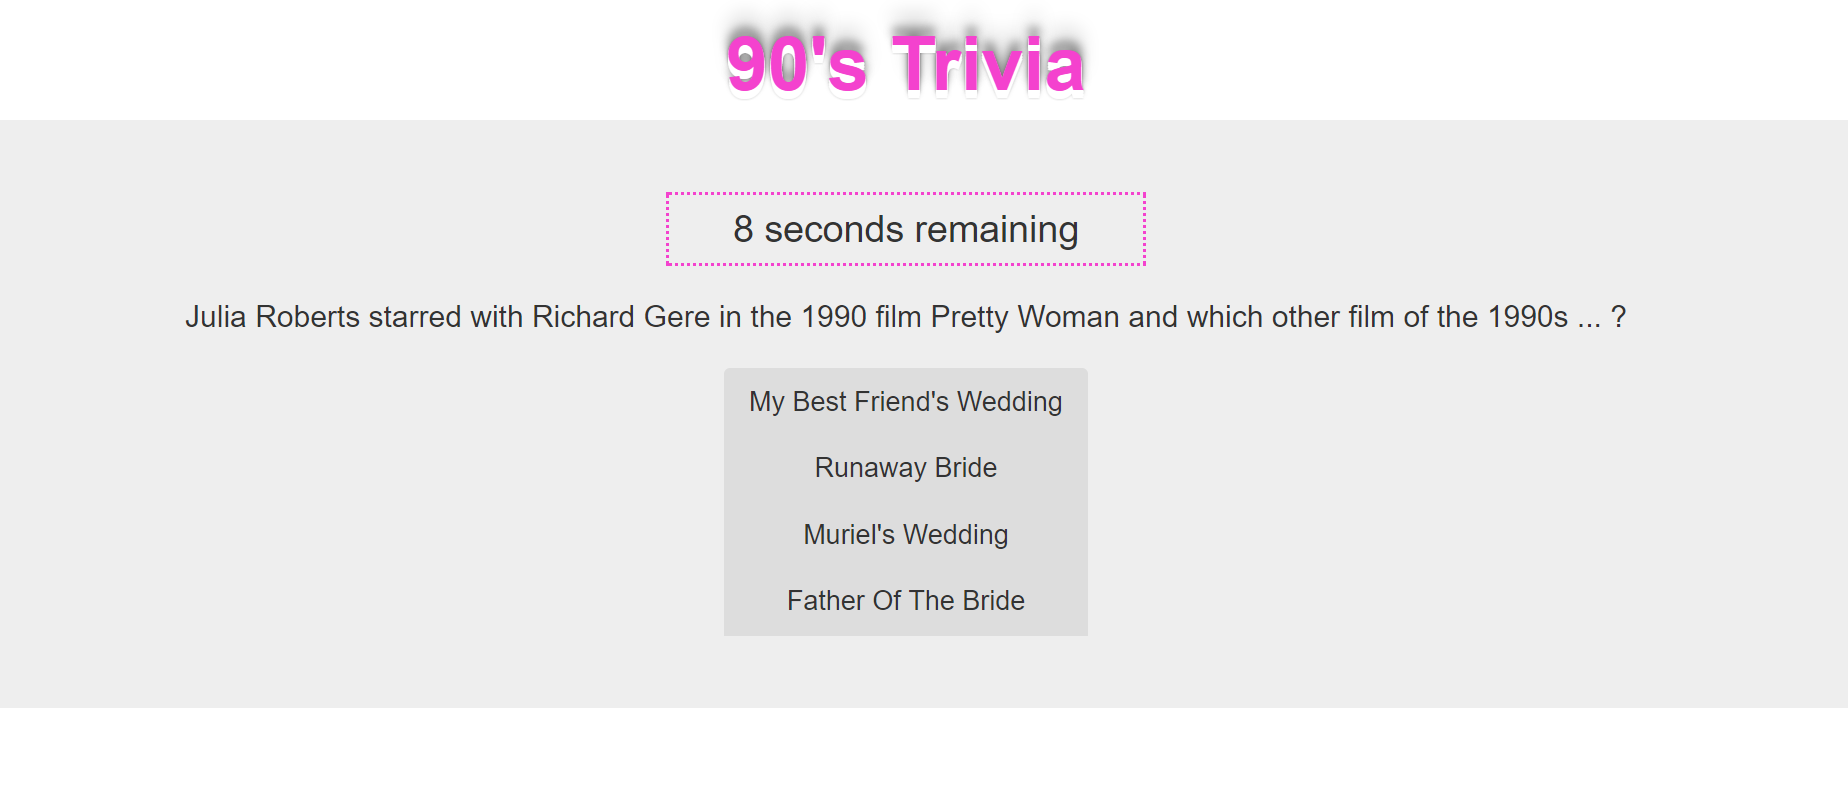 90's Trivia
8 seconds remaining
Julia Roberts starred with Richard Gere in the 1990 film Pretty Woman and which other film of the 1990s ... ?
My Best Friend's Wedding
Runaway Bride
Muriel's Wedding
Father Of The Bride